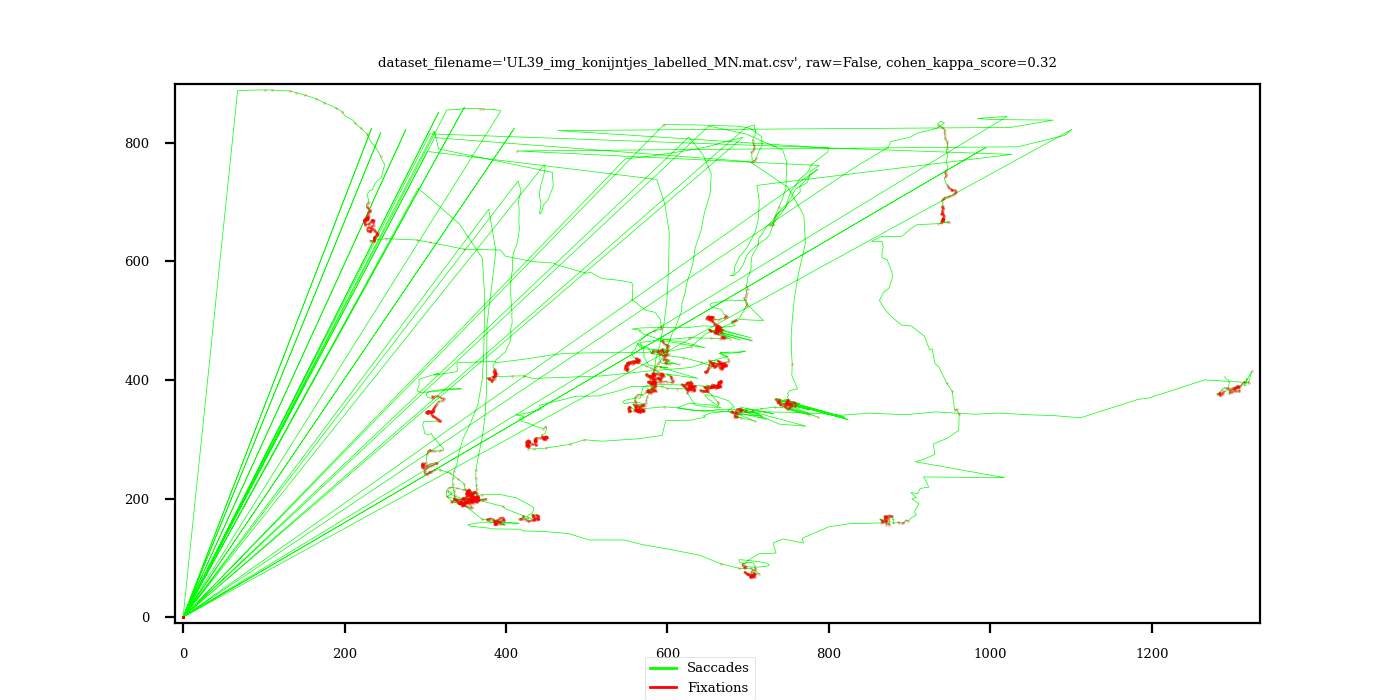 dataset_filename='UL39_img_konijntjes_labelled_MN.mat.csv', raw=False, cohen_kappa_score=0.32
800
600
400
200
0
0 200 400 600 800 1000 1200
Saccades
Fixations